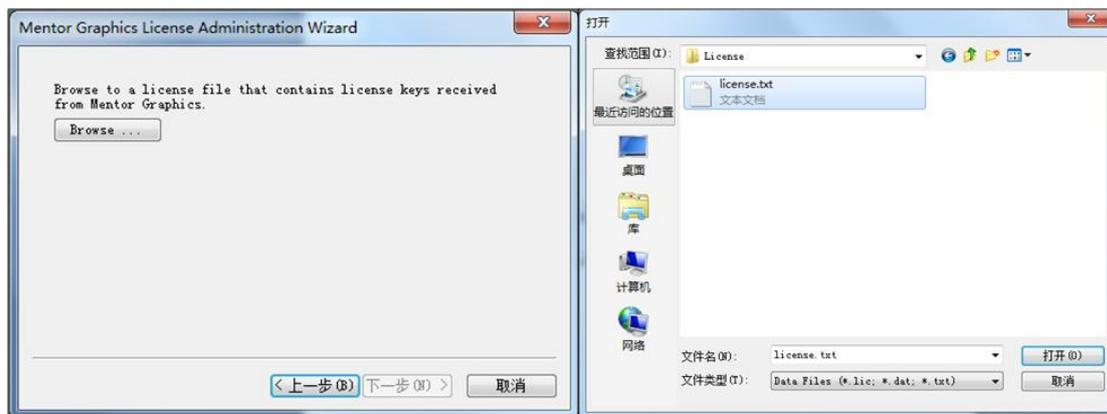 Mentor Graphics License Administration Wizard
Browse to a license file that contains license keys received
from Mentor Graphics.
Browse ...
< 上一步(B)
下一步(N) >
取消
打开
查找范围(I):
License
license.txt
文本文档
最近访问的位置
桌面
库
计算机
网络
文件名(N):
license.txt
打开(O)
文件类型(T):
Data Files (*.lic; *.dat; *.txt)
取消